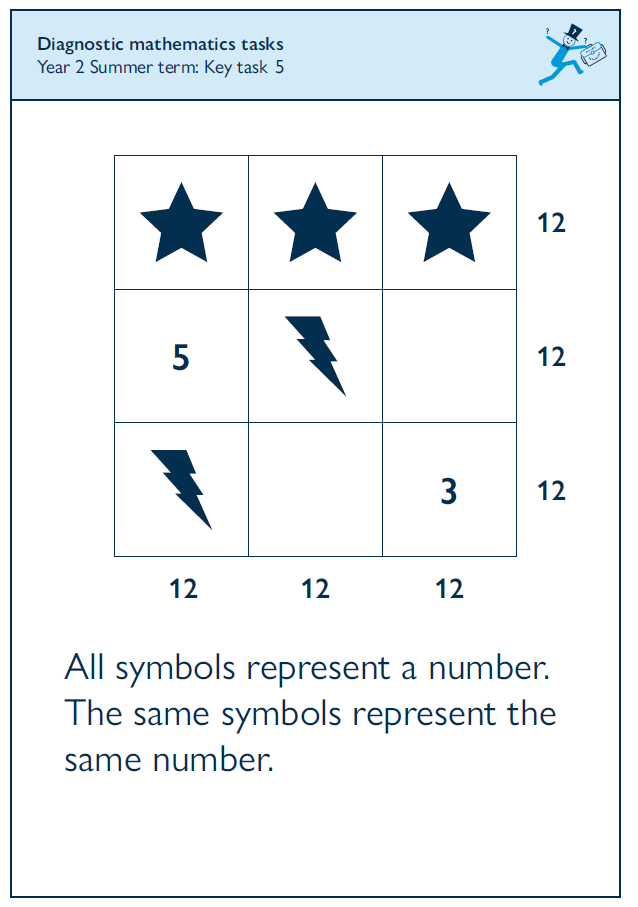 Diagnostic mathematics tasks
Year 2 Summer term: Key task 5
12
5 12
3 12
12 12 12
All symbols represent a number.
The same symbols represent the
same number.